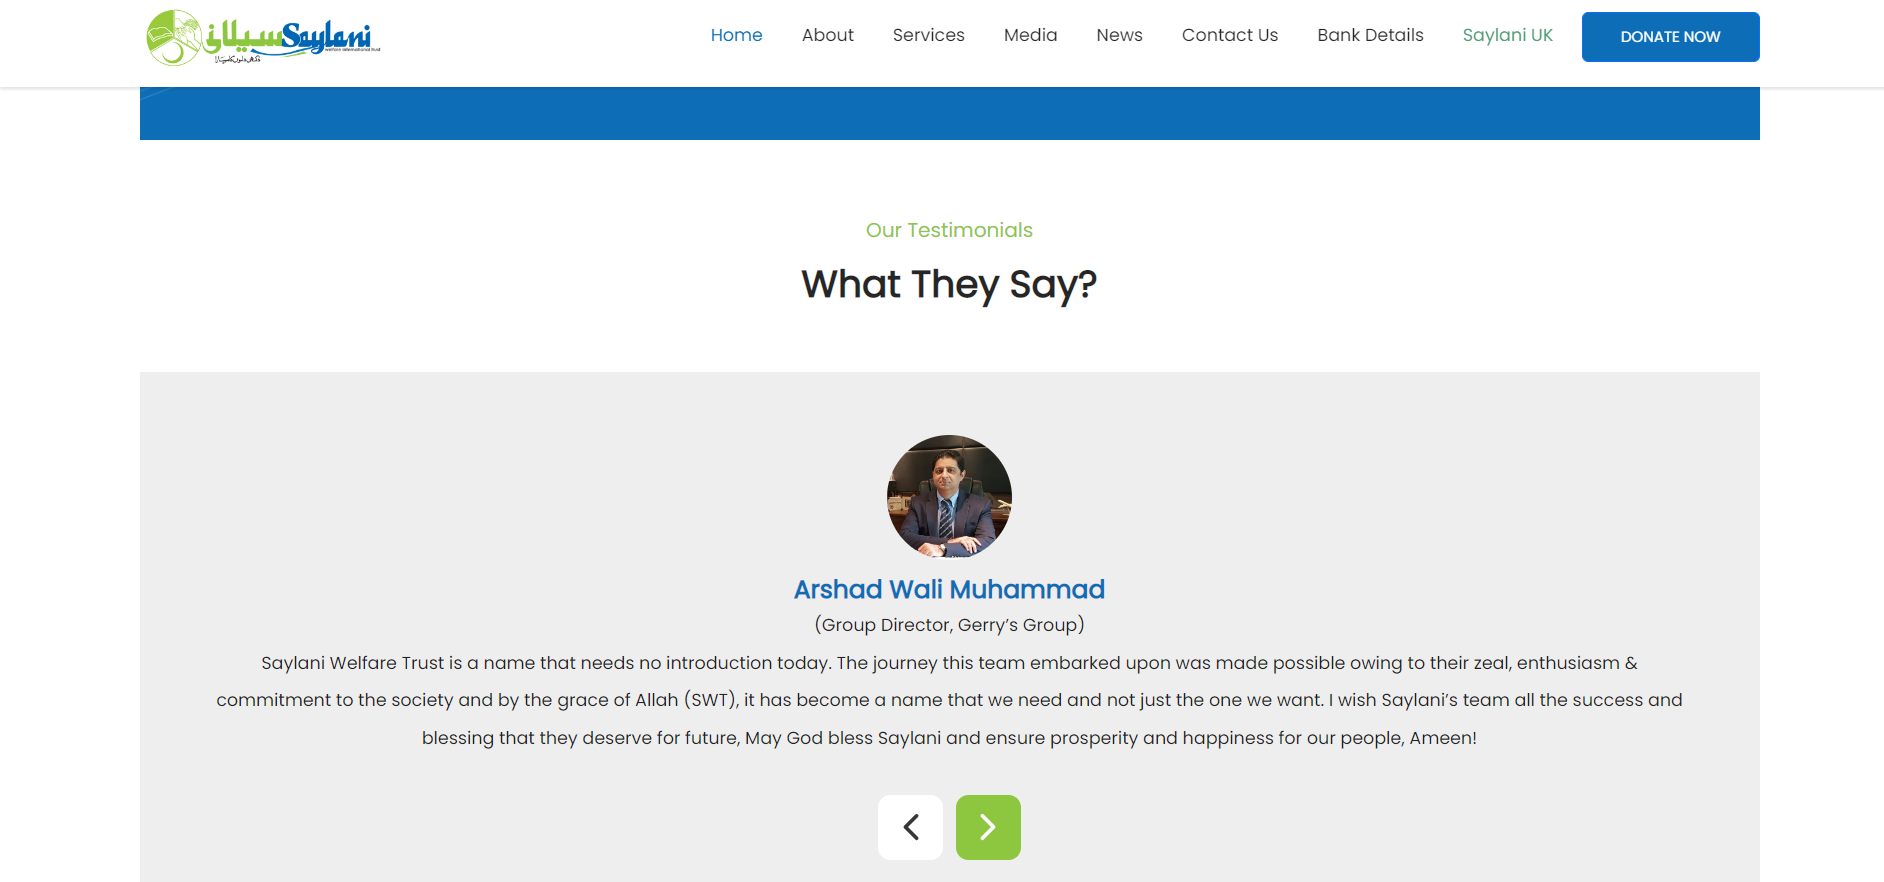 سیلانی Saylani
welfare international trust
Home About Services Media News Contact Us Bank Details Saylani UK DONATE NOW
Our Testimonials
What They Say?
Arshad Wali Muhammad
(Group Director, Gerry’s Group)
Saylani Welfare Trust is a name that needs no introduction today. The journey this team embarked upon was made possible owing to their zeal, enthusiasm &
commitment to the society and by the grace of Allah (SWT), it has become a name that we need and not just the one we want. I wish Saylani’s team all the success and
blessing that they deserve for future, May God bless Saylani and ensure prosperity and happiness for our people, Ameen!